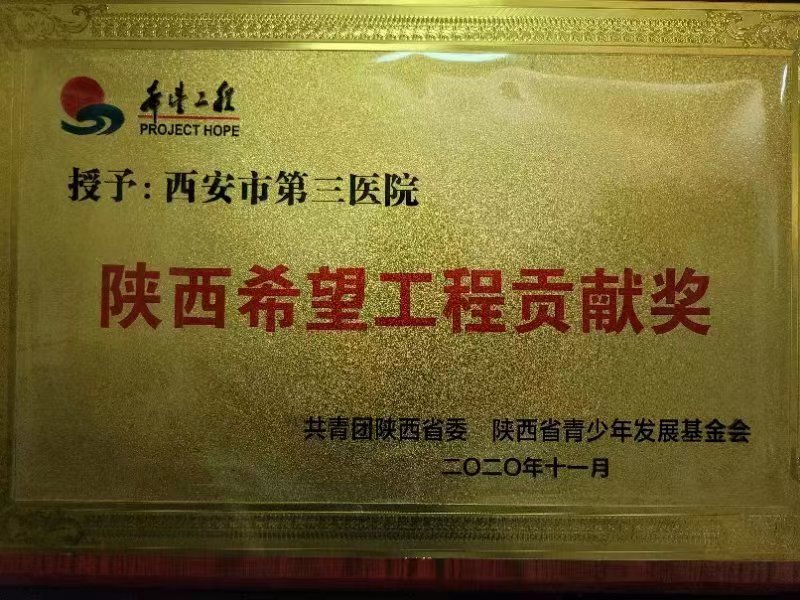 希望工程
PROJECT HOPE
授予：西安市第三医院
陕西希望工程贡献奖
共青团陕西省委　陕西省青少年发展基金会
二〇二〇年十一月